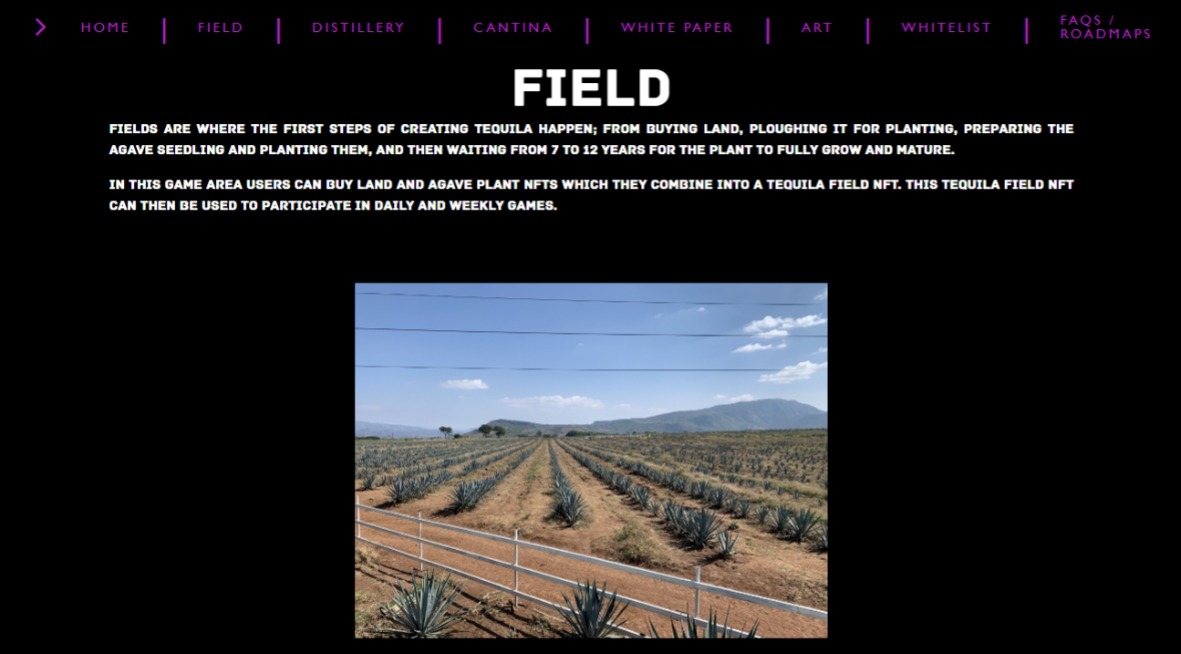 HOME | FIELD | DISTILLERY | CANTINA | WHITE PAPER | ART | WHITELIST | FAQS / ROADMAPS
FIELD
FIELDS ARE WHERE THE FIRST STEPS OF CREATING TEQUILA HAPPEN; FROM BUYING LAND, PLOUGHING IT FOR PLANTING, PREPARING THE
AGAVE SEEDLING AND PLANTING THEM, AND THEN WAITING FROM 7 TO 12 YEARS FOR THE PLANT TO FULLY GROW AND MATURE.
IN THIS GAME AREA USERS CAN BUY LAND AND AGAVE PLANT NFTS WHICH THEY COMBINE INTO A TEQUILA FIELD NFT. THIS TEQUILA FIELD NFT
CAN THEN BE USED TO PARTICIPATE IN DAILY AND WEEKLY GAMES.